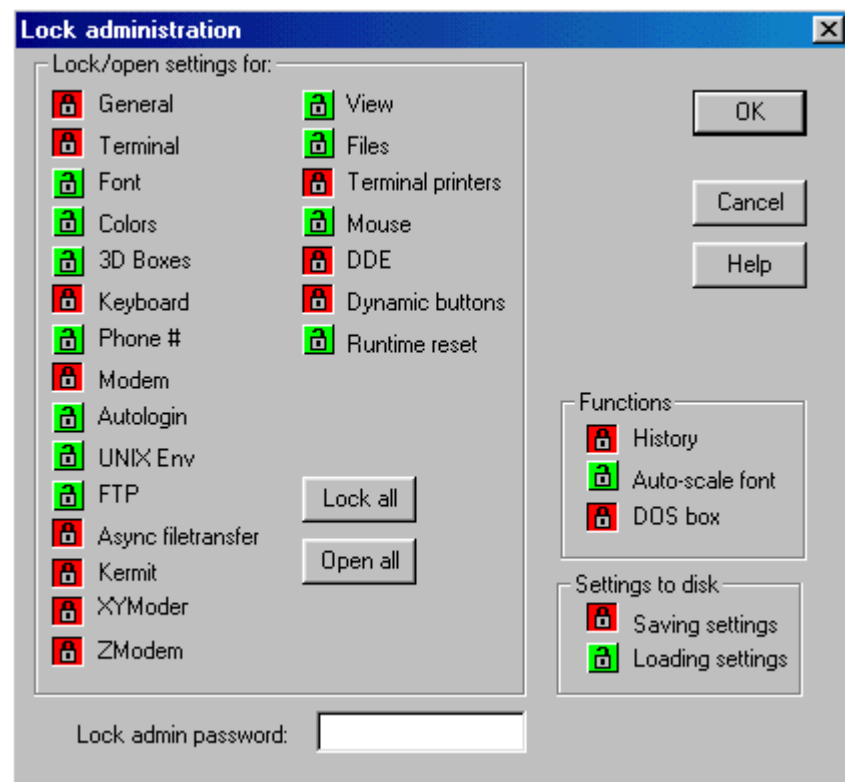 Lock administration
Lock/open settings for:
General
Terminal
Font
Colors
3D Boxes
Keyboard
Phone #
Modem
Autologin
UNIX Env
FTP
Async filetransfer
Kermit
XYModer
ZModem
View
Files
Terminal printers
Mouse
DDE
Dynamic buttons
Runtime reset
Lock all
Open all
OK
Cancel
Help
Functions
History
Auto-scale font
DOS box
Settings to disk
Saving settings
Loading settings
Lock admin password: